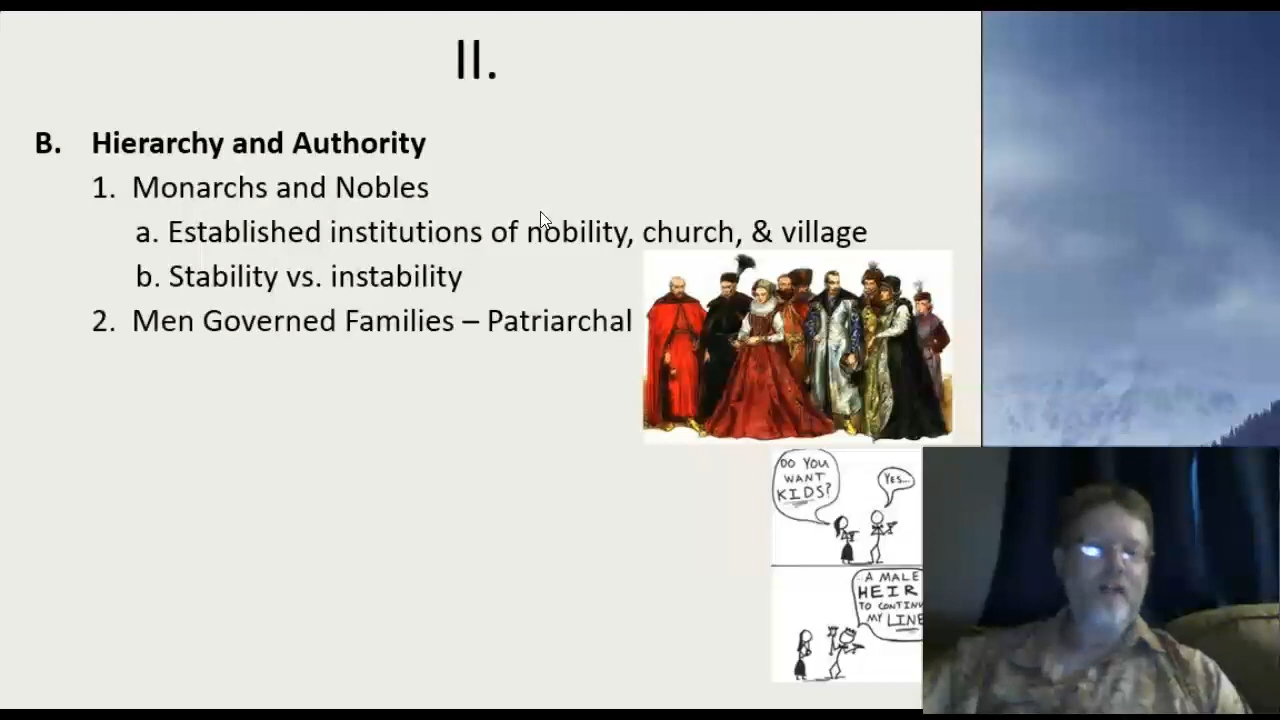 II.
B. Hierarchy and Authority
1. Monarchs and Nobles
a. Established institutions of nobility, church, & village
b. Stability vs. instability
2. Men Governed Families – Patriarchal
DO YOU
WANT
KIDS?
YES...
A MALE
HEIR
TO CONTINU
MY LINE